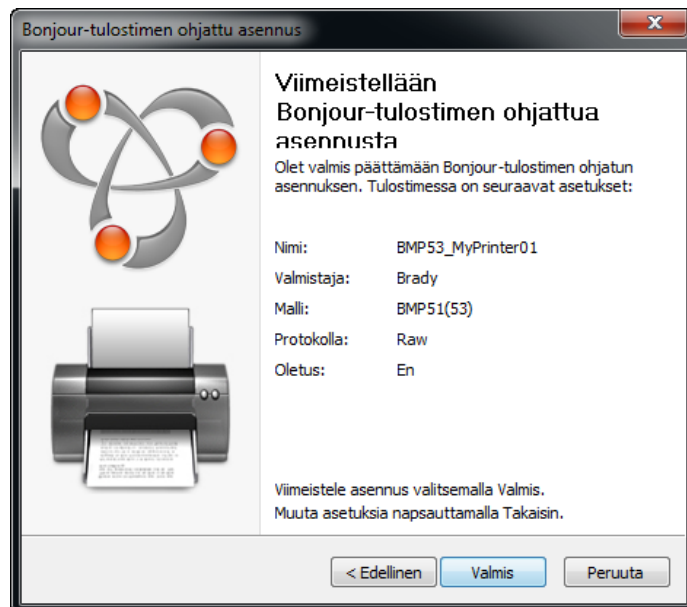 Bonjour-tulostimen ohjattu asennus
Viimeistellään
Bonjour-tulostimen ohjattua
asennusta
Olet valmis päättämään Bonjour-tulostimen ohjatun
asennuksen. Tulostimessa on seuraavat asetukset:
Nimi: BMP53_MyPrinter01
Valmistaja: Brady
Malli: BMP51(53)
Protokolla: Raw
Oletus: En
Viimeistele asennus valitsemalla Valmis.
Muuta asetuksia napsauttamalla Takaisin.
< Edellinen Valmis Peruuta